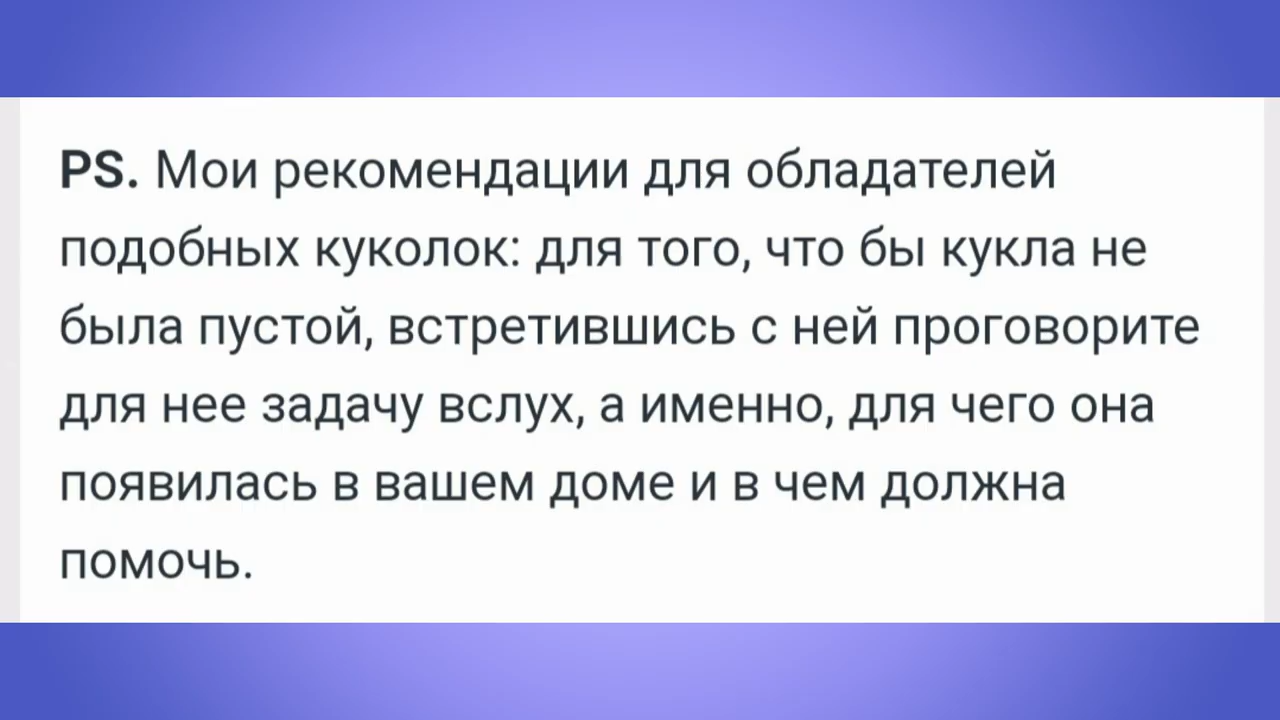 PS. Мои рекомендации для обладателей
подобных куколок: для того, что бы кукла не
была пустой, встретившись с ней проговорите
для нее задачу вслух, а именно, для чего она
появилась в вашем доме и в чем должна
помочь.